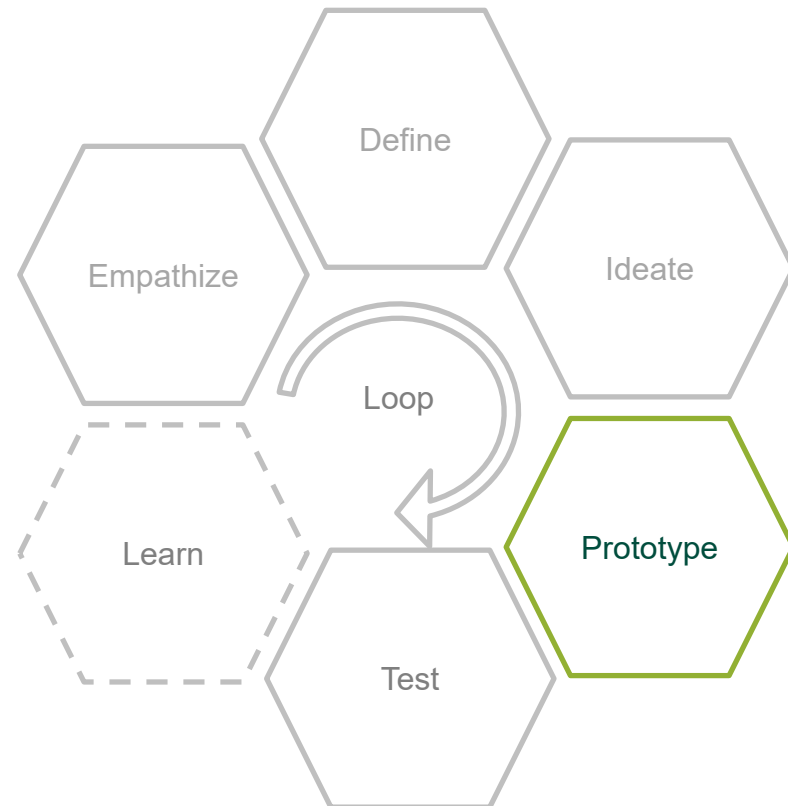 Define
Empathize
Ideate
Loop
Learn
Prototype
Test